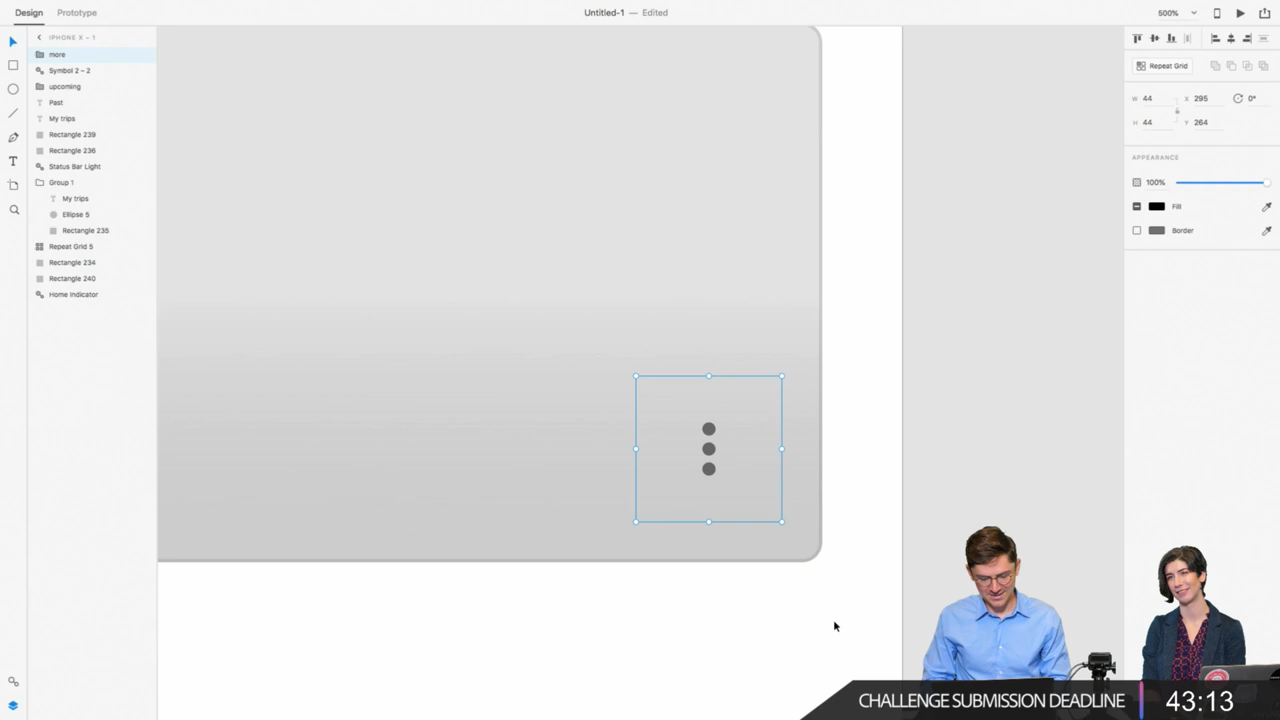 Design Prototype Untitled-1 — Edited 500%
IPHONE X – 1
more
Symbol 2 – 2
upcoming
Past
My trips
Rectangle 239
Rectangle 236
Status Bar Light
Group 1
My trips
Ellipse 5
Rectangle 235
Repeat Grid 5
Rectangle 234
Rectangle 240
Home Indicator
Repeat Grid
W 44 X 295 0°
H 44 Y 264
APPEARANCE
100%
Fill
Border
CHALLENGE SUBMISSION DEADLINE 43:13